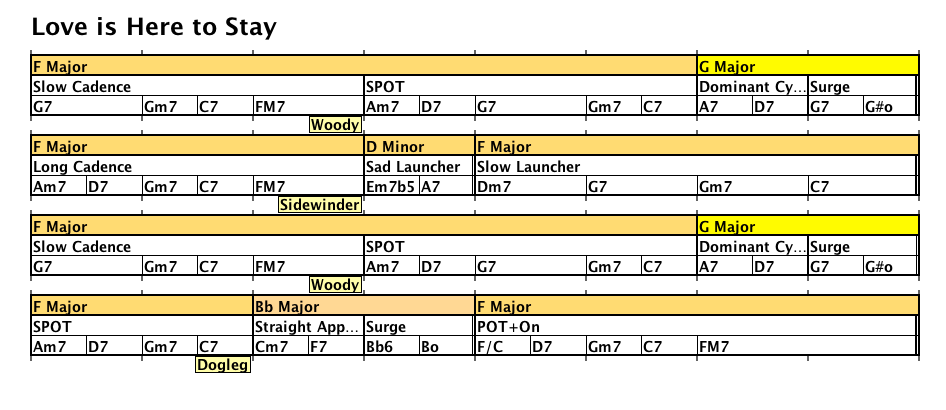 Love is Here to Stay
F Major G Major
Slow Cadence SPOT Dominant Cy... Surge
G7 Gm7 C7 FM7 Am7 D7 G7 Gm7 C7 A7 D7 G7 G#o
Woody
F Major D Minor F Major
Long Cadence Sad Launcher Slow Launcher
Am7 D7 Gm7 C7 FM7 Em7b5 A7 Dm7 G7 Gm7 C7
Sidewinder
F Major G Major
Slow Cadence SPOT Dominant Cy... Surge
G7 Gm7 C7 FM7 Am7 D7 G7 Gm7 C7 A7 D7 G7 G#o
Woody
F Major Bb Major F Major
SPOT Straight App... Surge POT+On
Am7 D7 Gm7 C7 Cm7 F7 Bb6 Bo F/C D7 Gm7 C7 FM7
Dogleg